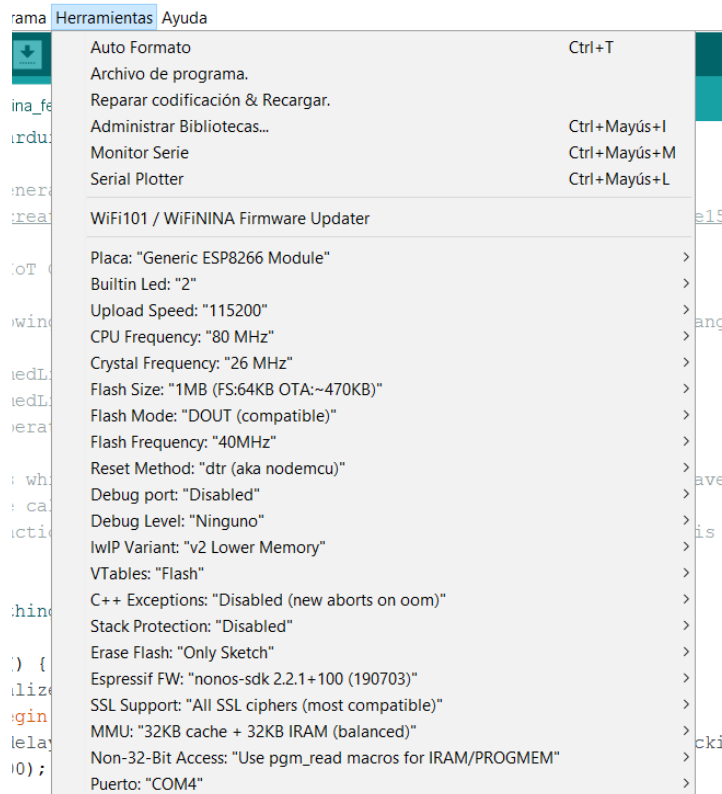 Herramientas Ayuda
Auto Formato Ctrl+T
Archivo de programa.
Reparar codificación & Recargar.
Administrar Bibliotecas... Ctrl+Mayús+I
Monitor Serie Ctrl+Mayús+M
Serial Plotter Ctrl+Mayús+L
WiFi101 / WiFiNINA Firmware Updater
Placa: "Generic ESP8266 Module"
Builtin Led: "2"
Upload Speed: "115200"
CPU Frequency: "80 MHz"
Crystal Frequency: "26 MHz"
Flash Size: "1MB (FS:64KB OTA:~470KB)"
Flash Mode: "DOUT (compatible)"
Flash Frequency: "40MHz"
Reset Method: "dtr (aka nodemcu)"
Debug port: "Disabled"
Debug Level: "Ninguno"
lwIP Variant: "v2 Lower Memory"
VTables: "Flash"
C++ Exceptions: "Disabled (new aborts on oom)"
Stack Protection: "Disabled"
Erase Flash: "Only Sketch"
Espressif FW: "nonos-sdk 2.2.1+100 (190703)"
SSL Support: "All SSL ciphers (most compatible)"
MMU: "32KB cache + 32KB IRAM (balanced)"
Non-32-Bit Access: "Use pgm_read macros for IRAM/PROGMEM"
Puerto: "COM4"